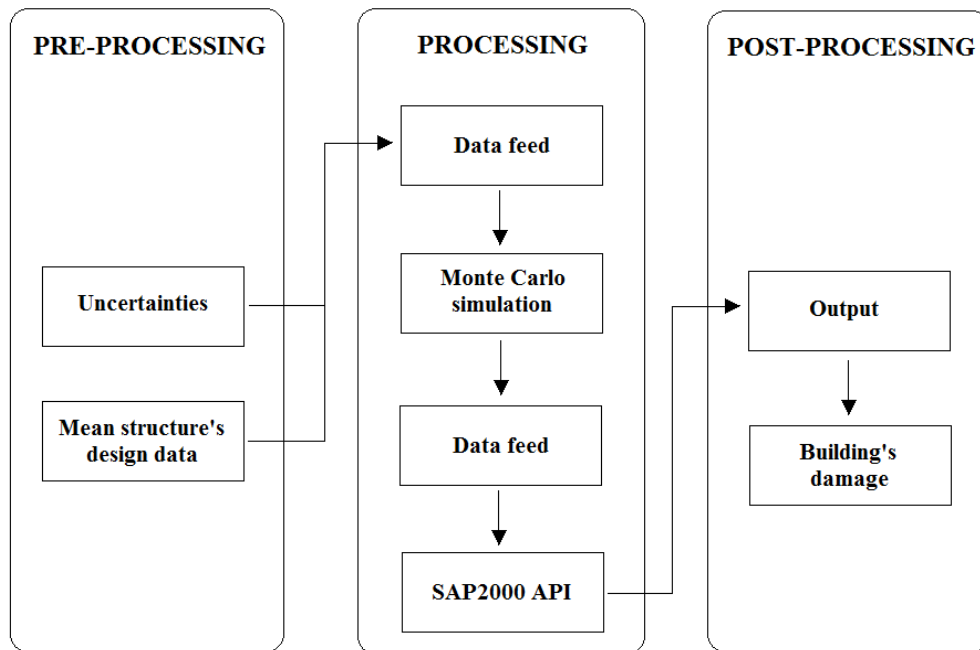 PRE-PROCESSING
Uncertainties
Mean structure's
design data
PROCESSING
Data feed
Monte Carlo
simulation
Data feed
SAP2000 API
POST-PROCESSING
Output
Building's
damage